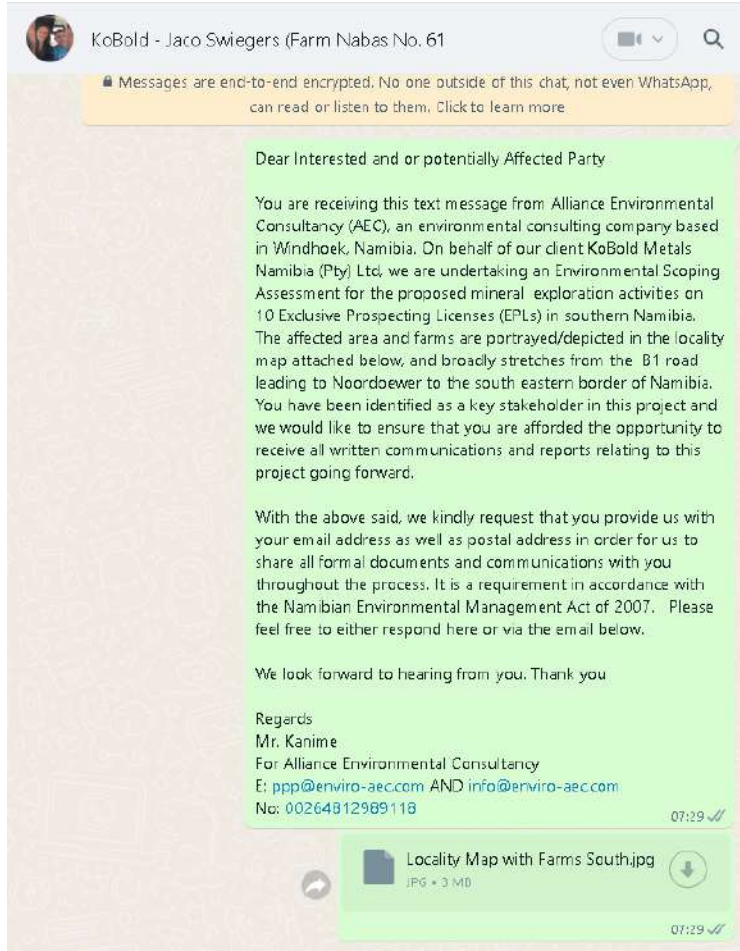 KoBold - Jaco Swiegers (Farm Nabas No. 61
Messages are end-to-end encrypted. No one outside of this chat, not even WhatsApp,
can read or listen to them. Click to learn more
Dear Interested and or potentially Affected Party
You are receiving this text message from Alliance Environmental
Consultancy (AEC), an environmental consulting company based
in Windhoek, Namibia. On behalf of our client KoBold Metals
Namibia (Pty) Ltd, we are undertaking an Environmental Scoping
Assessment for the proposed mineral exploration activities on
10 Exclusive Prospecting Licenses (EPLs) in southern Namibia.
The affected area and farms are portrayed/depicted in the locality
map attached below, and broadly stretches from the B1 road
leading to Noordoewer to the south eastern border of Namibia.
You have been identified as a key stakeholder in this project and
we would like to ensure that you are afforded the opportunity to
receive all written communications and reports relating to this
project going forward.
With the above said, we kindly request that you provide us with
your email address as well as postal address in order for us to
share all formal documents and communications with you
throughout the process. It is a requirement in accordance with
the Namibian Environmental Management Act of 2007. Please
feel free to either respond here or via the email below.
We look forward to hearing from you. Thank you
Regards
Mr. Kanime
For Alliance Environmental Consultancy
E: ppp@enviro-aec.com AND info@enviro-aec.com
No: 00264812989118
07:29
Locality Map with Farms South.jpg
JPG • 3 MB
07:29